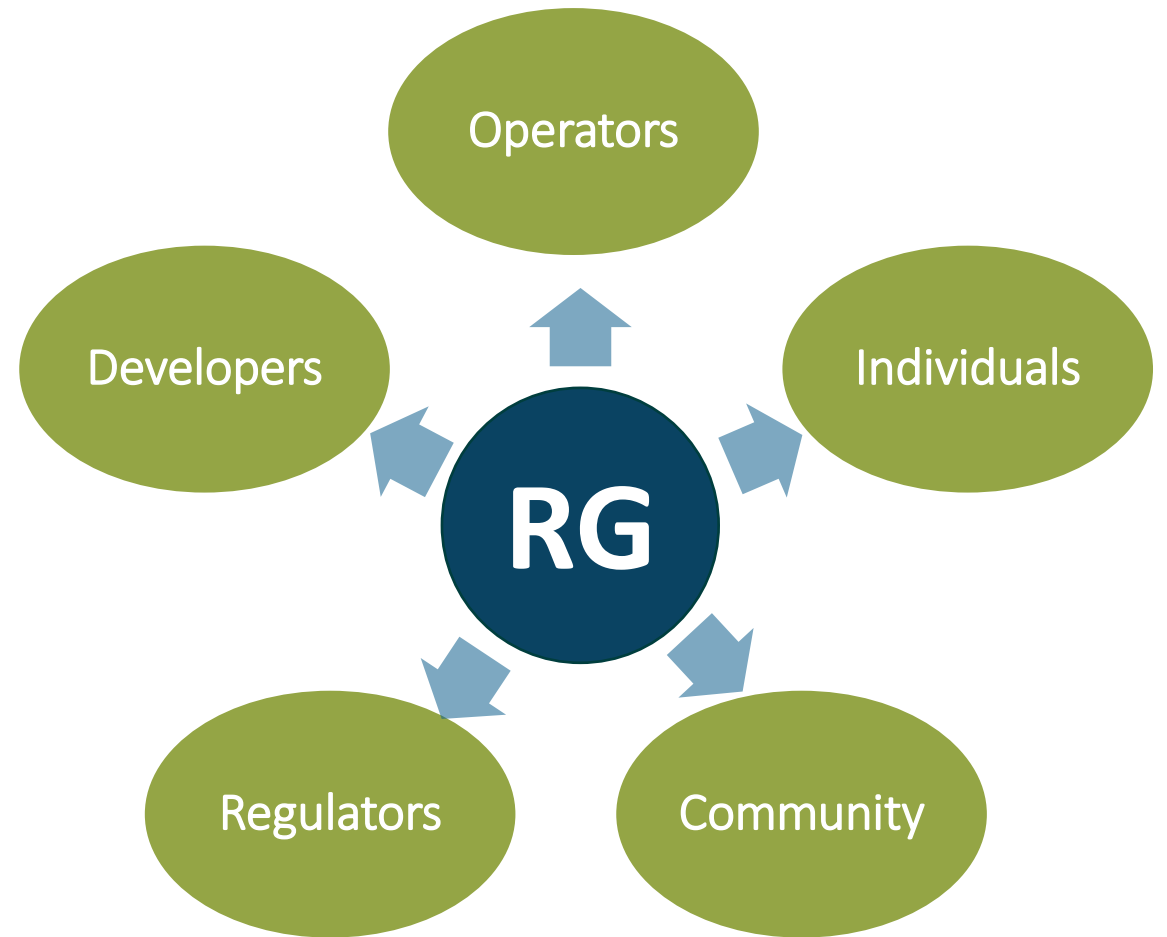 Operators
Developers
Individuals
RG
Regulators
Community